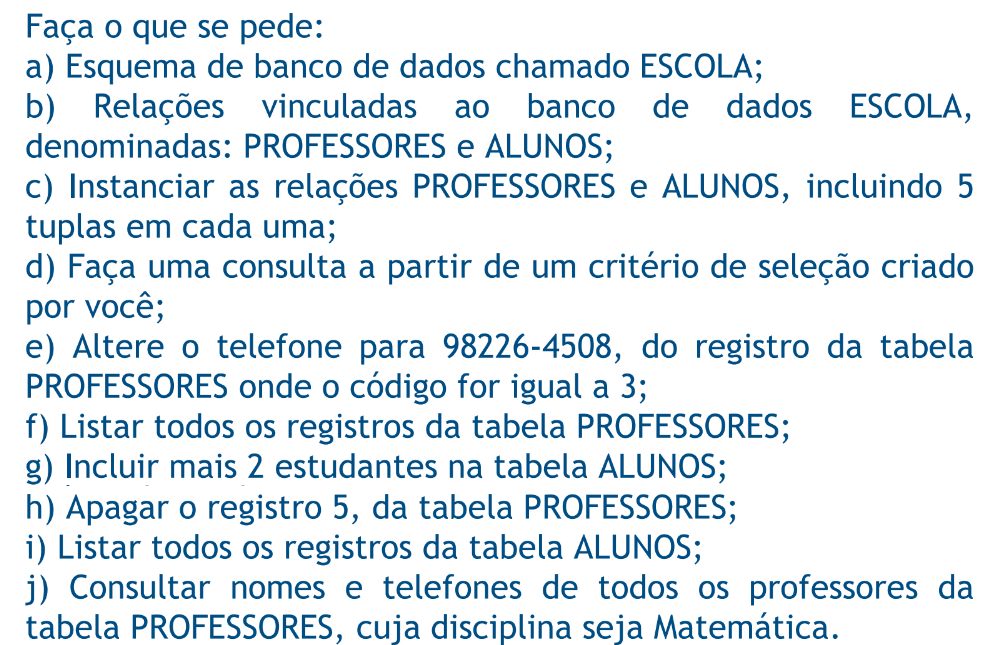 Faça o que se pede:
a) Esquema de banco de dados chamado ESCOLA;
b) Relações vinculadas ao banco de dados ESCOLA,
denominadas: PROFESSORES e ALUNOS;
c) Instanciar as relações PROFESSORES e ALUNOS, incluindo 5
tuplas em cada uma;
d) Faça uma consulta a partir de um critério de seleção criado
por você;
e) Altere o telefone para 98226-4508, do registro da tabela
PROFESSORES onde o código for igual a 3;
f) Listar todos os registros da tabela PROFESSORES;
g) Incluir mais 2 estudantes na tabela ALUNOS;
h) Apagar o registro 5, da tabela PROFESSORES;
i) Listar todos os registros da tabela ALUNOS;
j) Consultar nomes e telefones de todos os professores da
tabela PROFESSORES, cuja disciplina seja Matemática.